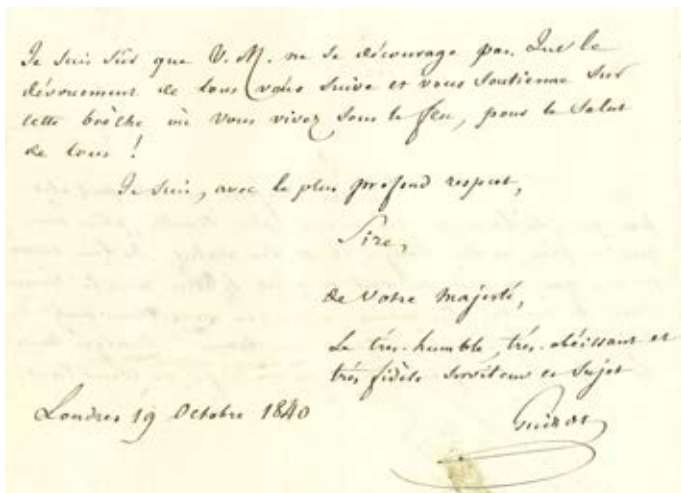 Je suis sûr que V. M. ne se décourage pas. Que le
dévouement de tous vous suive et vous soutienne sur
cette brèche où vous vivez sous le feu, pour le salut
de tous !
Je suis, avec le plus profond respect,
Sire,
de Votre Majesté,
Le très-humble, très-obéissant et
très fidèle serviteur et sujet
Londres 19 Octobre 1840
Guizot